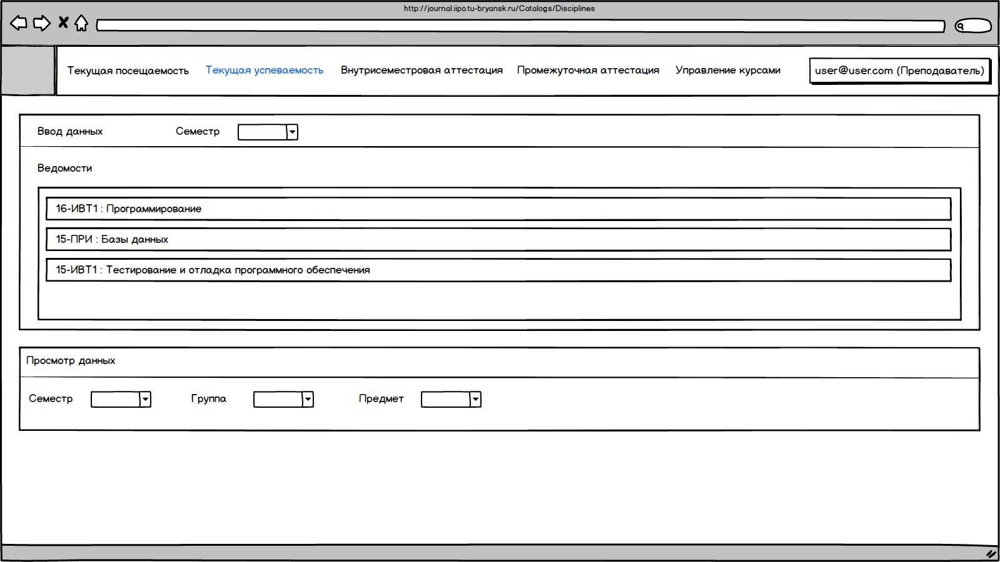 http://journal.iipo.tu-bryansk.ru/Catalogs/Disciplines
Текущая посещаемость Текущая успеваемость Внутрисеместровая аттестация Промежуточная аттестация Управление курсами user@user.com (Преподаватель)
Ввод данных Семестр
Ведомости
16-ИВТ1 : Программирование
15-ПРИ : Базы данных
15-ИВТ1 : Тестирование и отладка программного обеспечения
Просмотр данных
Семестр Группа Предмет